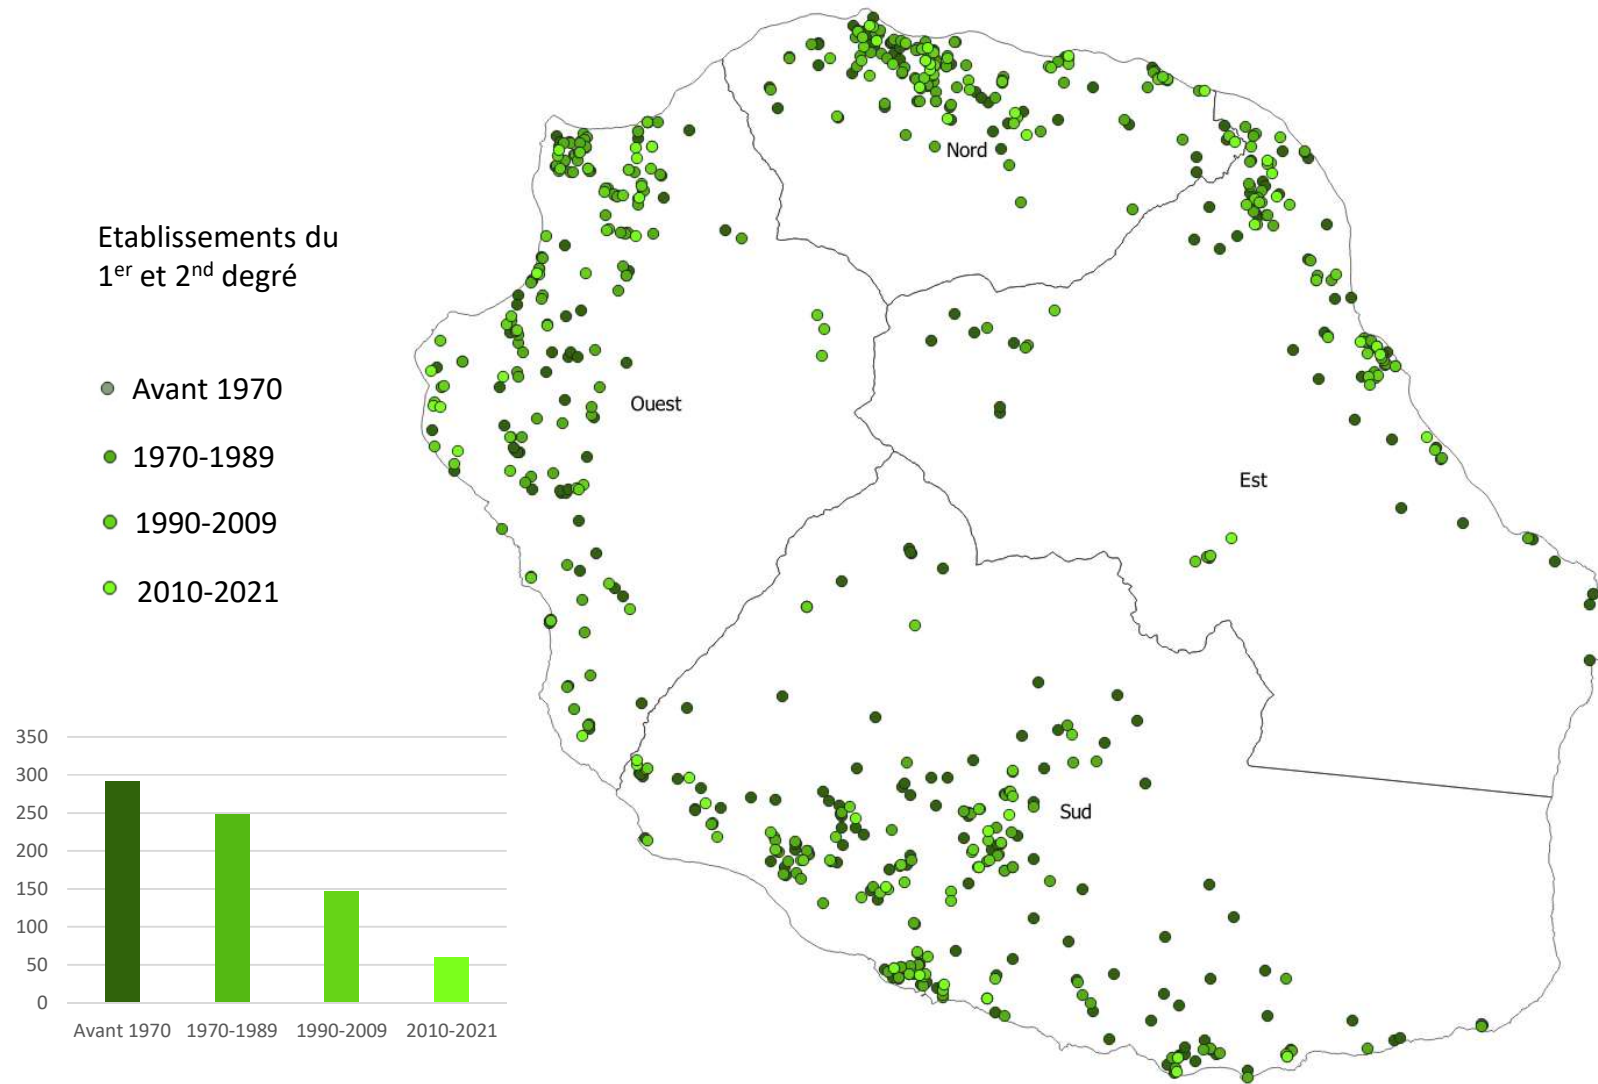 Etablissements du
1er et 2nd degré
Avant 1970
1970-1989
1990-2009
2010-2021
Nord
Ouest
Est
Sud
350
300
250
200
150
100
50
0
Avant 1970 1970-1989 1990-2009 2010-2021